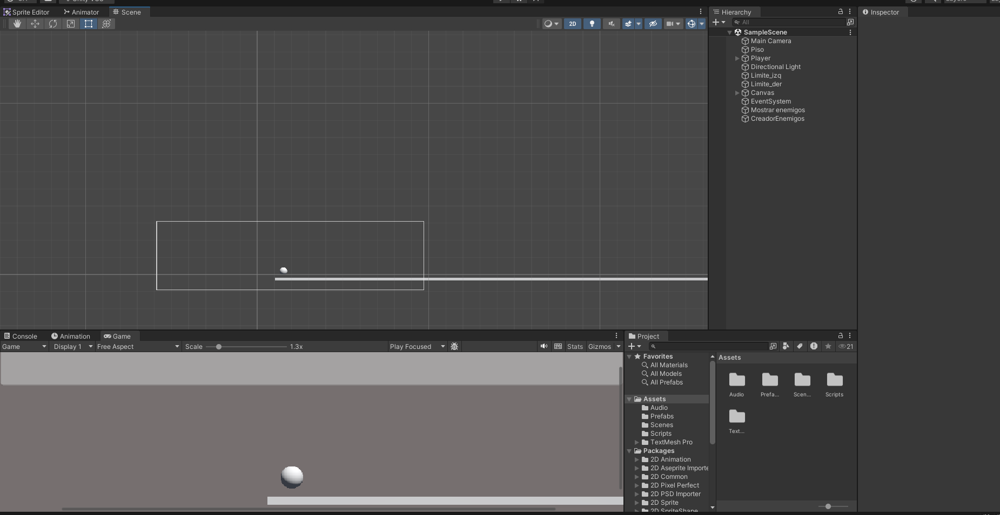 Sprite Editor
Animator
Scene
2D
Hierarchy
All
SampleScene
Main Camera
Piso
Player
Directional Light
Limite_izq
Limite_der
Canvas
EventSystem
Mostrar enemigos
CreadorEnemigos
Inspector
Console
Animation
Game
Game
Display 1
Free Aspect
Scale
1.3x
Play Focused
Stats
Gizmos
Project
21
Favorites
All Materials
All Models
All Prefabs
Assets
Audio
Prefabs
Scenes
Scripts
TextMesh Pro
Packages
2D Animation
2D Aseprite Importe
2D Common
2D Pixel Perfect
2D PSD Importer
2D Sprite
2D SpriteShape
Assets
Audio
Prefa...
Scen...
Scripts
Text...